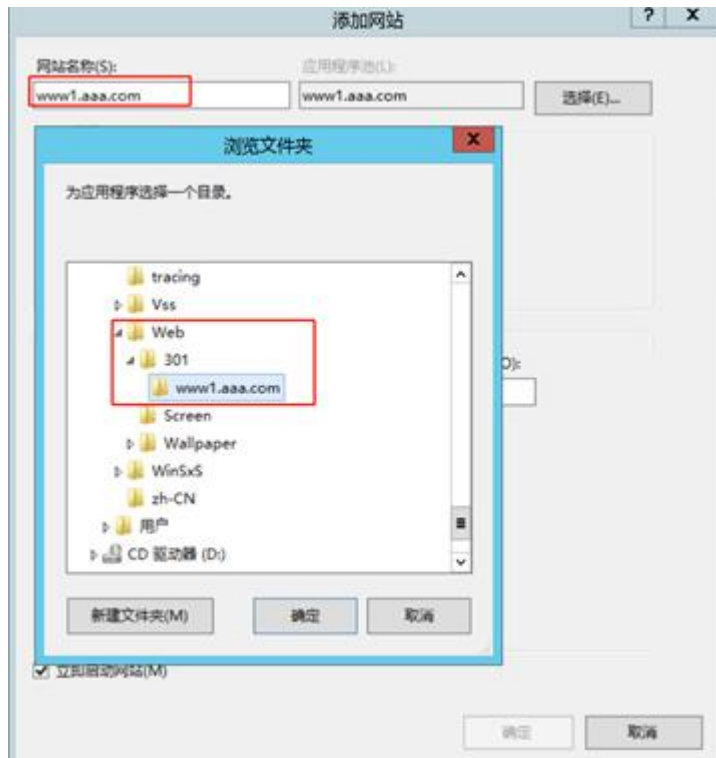 添加网站
? x
网站名称(S):
应用程序池(L):
www1.aaa.com
www1.aaa.com
选择(E)...
浏览文件夹
x
为应用程序选择一个目录。
tracing
Vss
Web
301
www1.aaa.com
O):
Screen
Wallpaper
WinSxS
zh-CN
用户
CD 驱动器 (D:)
新建文件夹(M)
确定
取消
立即启动网站(M)
确定
取消